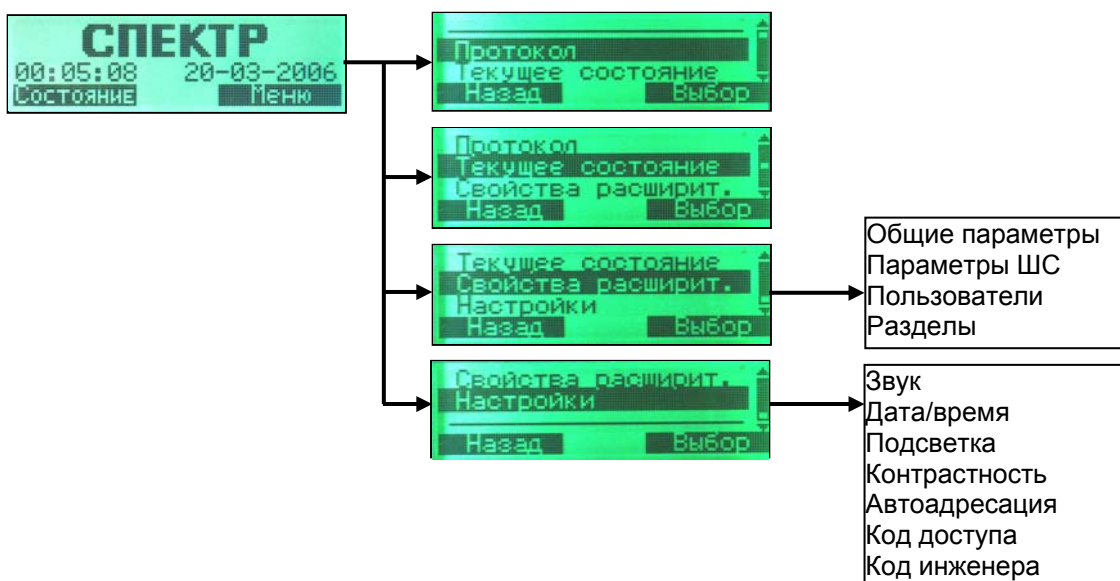 СПЕКТР
00:05:08 20-03-2006
Состояние Меню
Протокол
Текущее состояние
Назад Выбор
Протокол
Текущее состояние
Свойства расширит.
Назад Выбор
Текущее состояние
Свойства расширит.
Настройки
Назад Выбор
Общие параметры
Параметры ШС
Пользователи
Разделы
Свойства расширит.
Настройки
Назад Выбор
Звук
Дата/время
Подсветка
Контрастность
Автоадресация
Код доступа
Код инженера